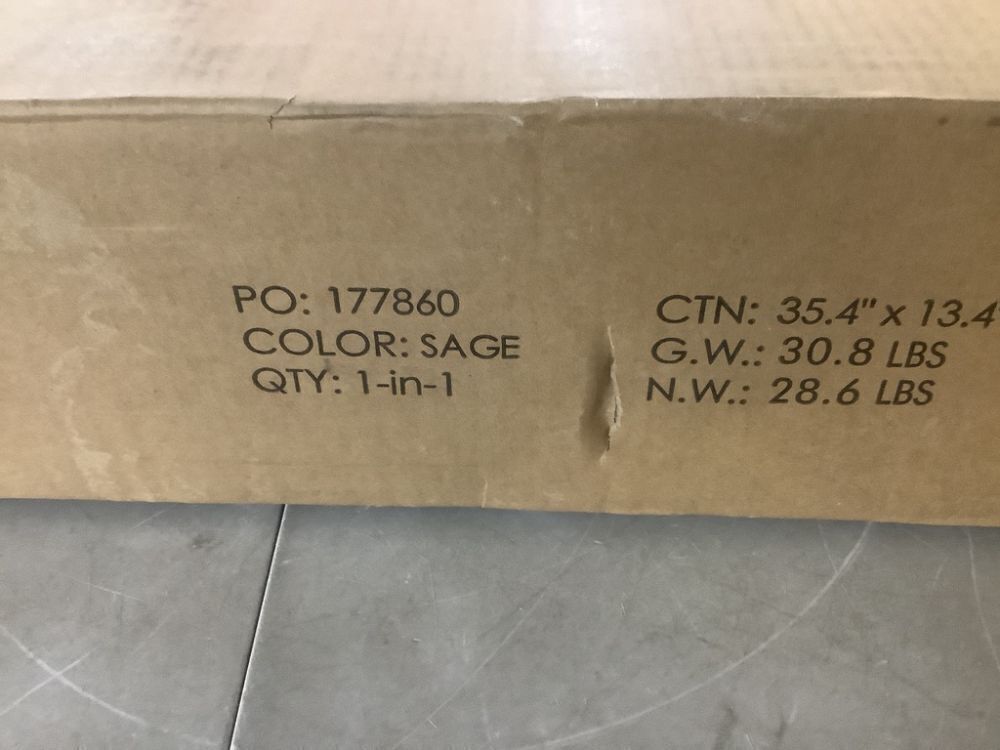 PO: 177860
COLOR: SAGE
QTY: 1-in-1
CTN: 35.4" x 13.4"
G.W.: 30.8 LBS
N.W.: 28.6 LBS